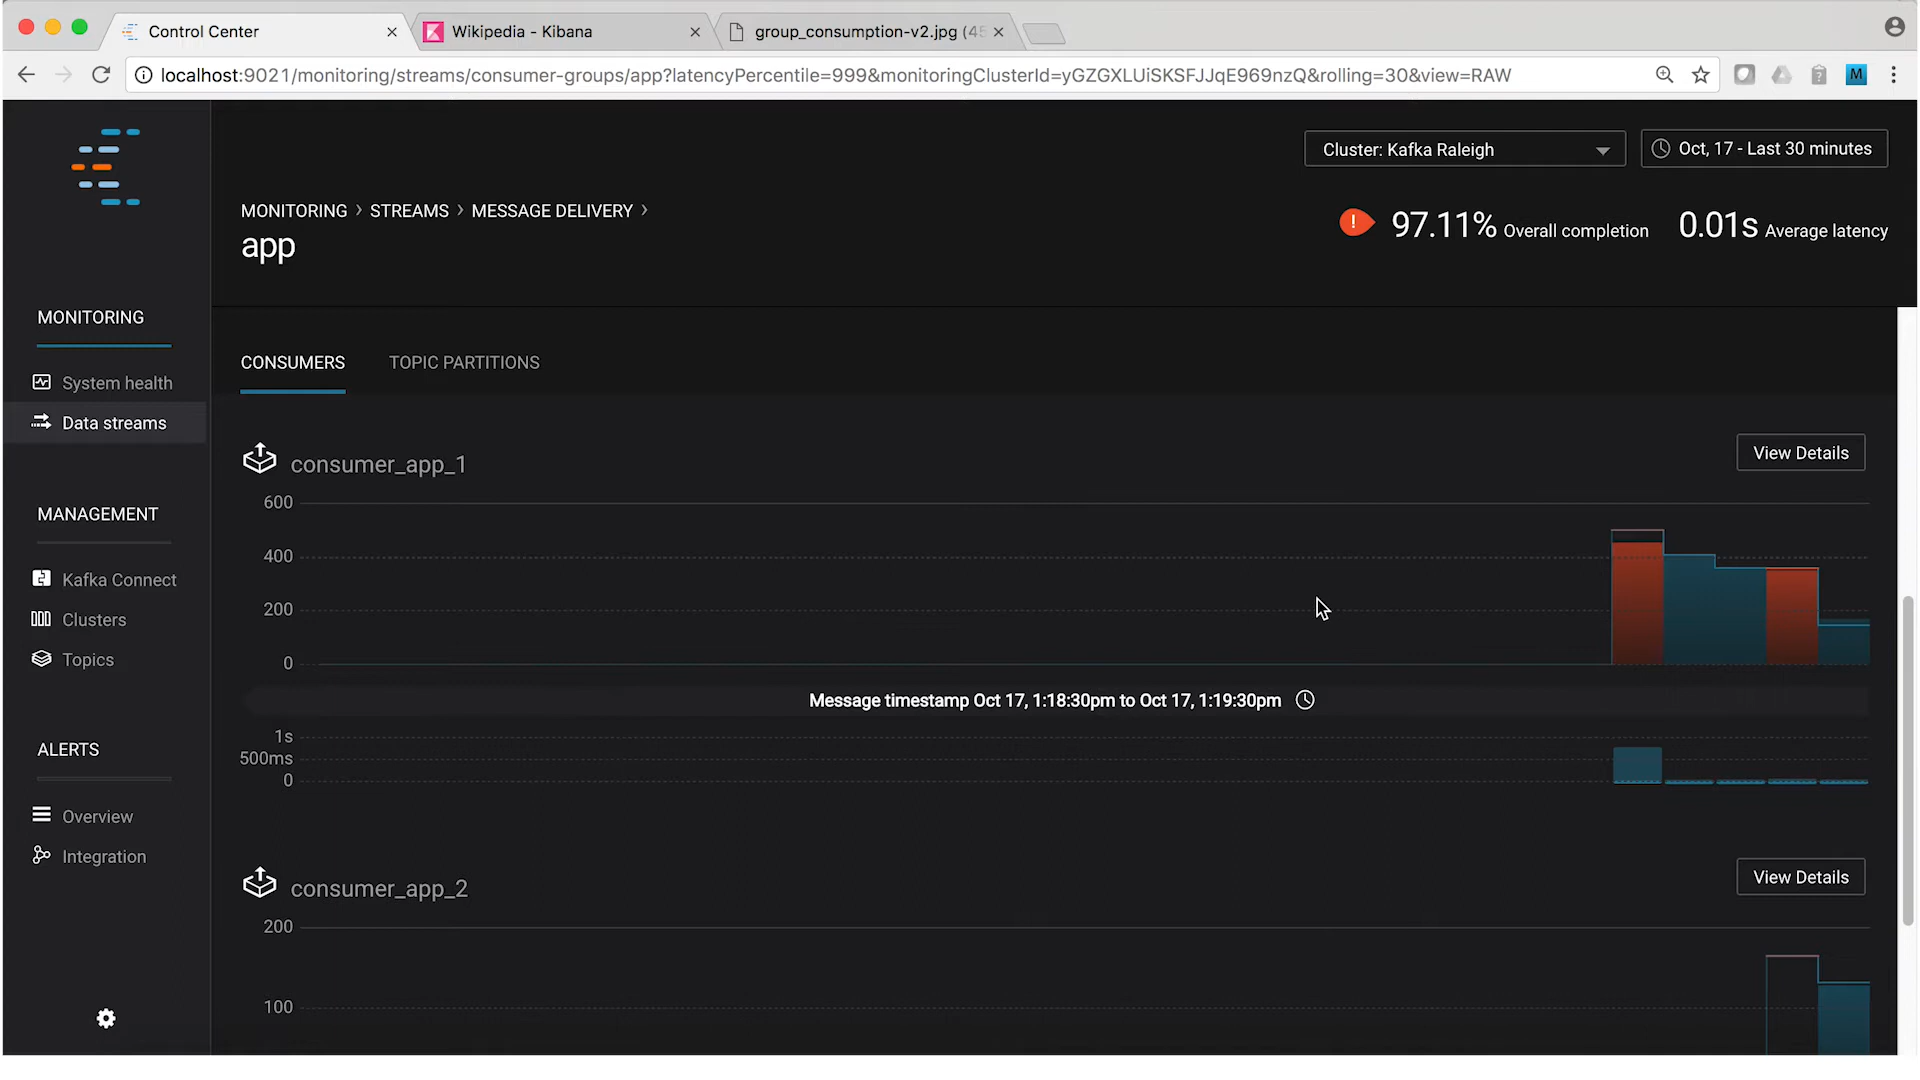 Control Center
Wikipedia - Kibana
group_consumption-v2.jpg (45
localhost:9021/monitoring/streams/consumer-groups/app?latencyPercentile=999&monitoringClusterId=yGZGXLUiSKSFJJqE969nzQ&rolling=30&view=RAW
M
Cluster: Kafka Raleigh
Oct, 17 - Last 30 minutes
MONITORING › STREAMS › MESSAGE DELIVERY ›
app
! 97.11% Overall completion
0.01s Average latency
MONITORING
System health
Data streams
MANAGEMENT
Kafka Connect
Clusters
Topics
ALERTS
Overview
Integration
CONSUMERS
TOPIC PARTITIONS
consumer_app_1
View Details
600
400
200
0
Message timestamp Oct 17, 1:18:30pm to Oct 17, 1:19:30pm
1s
500ms
0
consumer_app_2
View Details
200
100